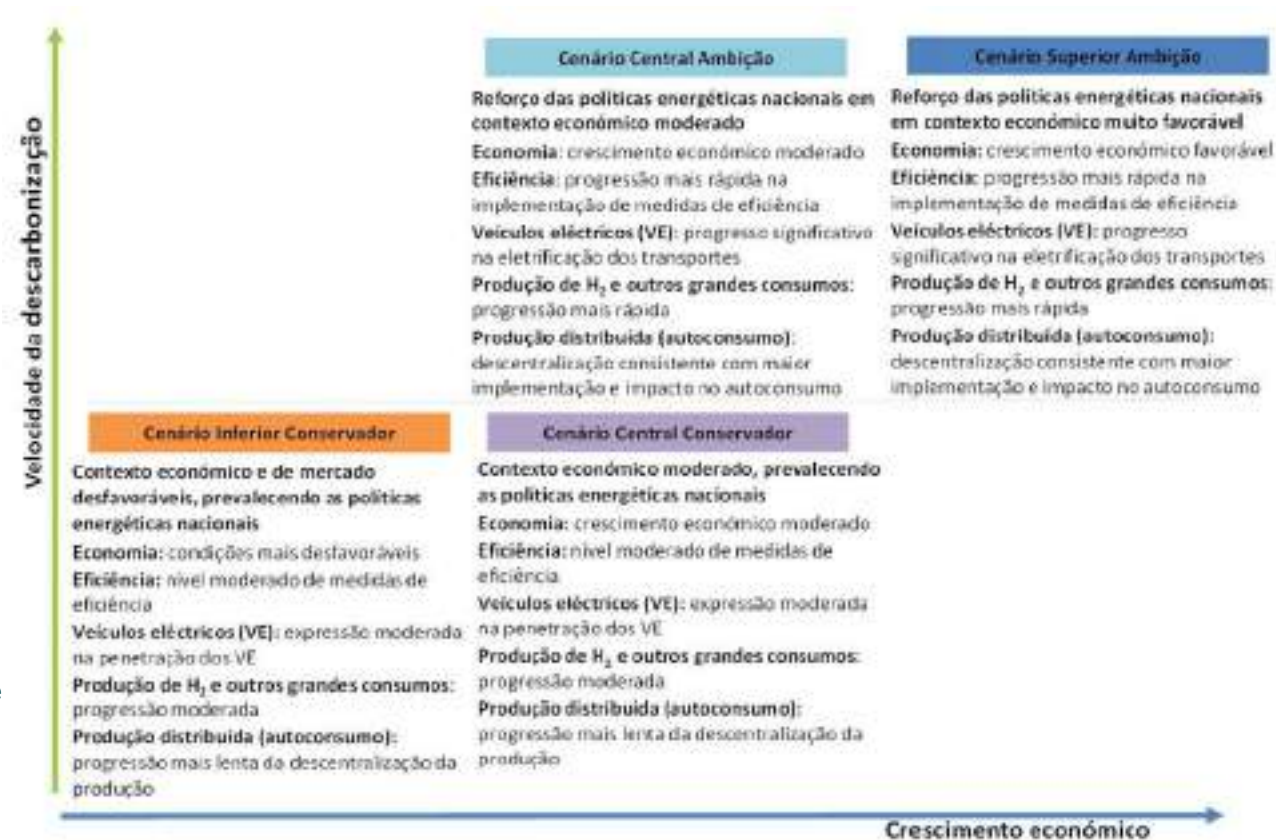 Velocidade da descarbonização
Cenário Central Ambição
Reforço das políticas energéticas nacionais em
contexto económico moderado
Economia: crescimento económico moderado
Eficiência: progressão mais rápida na
implementação de medidas de eficiência
Veículos eléctricos (VE): progresso significativo
na eletrificação dos transportes
Produção de H₂ e outros grandes consumos:
progressão mais rápida
Produção distribuída (autoconsumo):
descentralização consistente com maior
implementação e impacto no autoconsumo
Cenário Superior Ambição
Reforço das políticas energéticas nacionais
em contexto económico muito favorável
Economia: crescimento económico favorável
Eficiência: progressão mais rápida na
implementação de medidas de eficiência
Veículos eléctricos (VE): progresso
significativo na eletrificação dos transportes
Produção de H₂ e outros grandes consumos:
progressão mais rápida
Produção distribuída (autoconsumo):
descentralização consistente com maior
implementação e impacto no autoconsumo
Cenário Inferior Conservador
Contexto económico e de mercado
desfavoráveis, prevalecendo as políticas
energéticas nacionais
Economia: condições mais desfavoráveis
Eficiência: nível moderado de medidas de
eficiência
Veículos eléctricos (VE): expressão moderada
na penetração dos VE
Produção de H₂ e outros grandes consumos:
progressão moderada
Produção distribuída (autoconsumo):
progressão mais lenta da descentralização da
produção
Cenário Central Conservador
Contexto económico moderado, prevalecendo
as políticas energéticas nacionais
Economia: crescimento económico moderado
Eficiência: nível moderado de medidas de
eficiência
Veículos eléctricos (VE): expressão moderada
na penetração dos VE
Produção de H₂ e outros grandes consumos:
progressão moderada
Produção distribuída (autoconsumo):
progressão mais lenta da descentralização da
produção
Crescimento económico